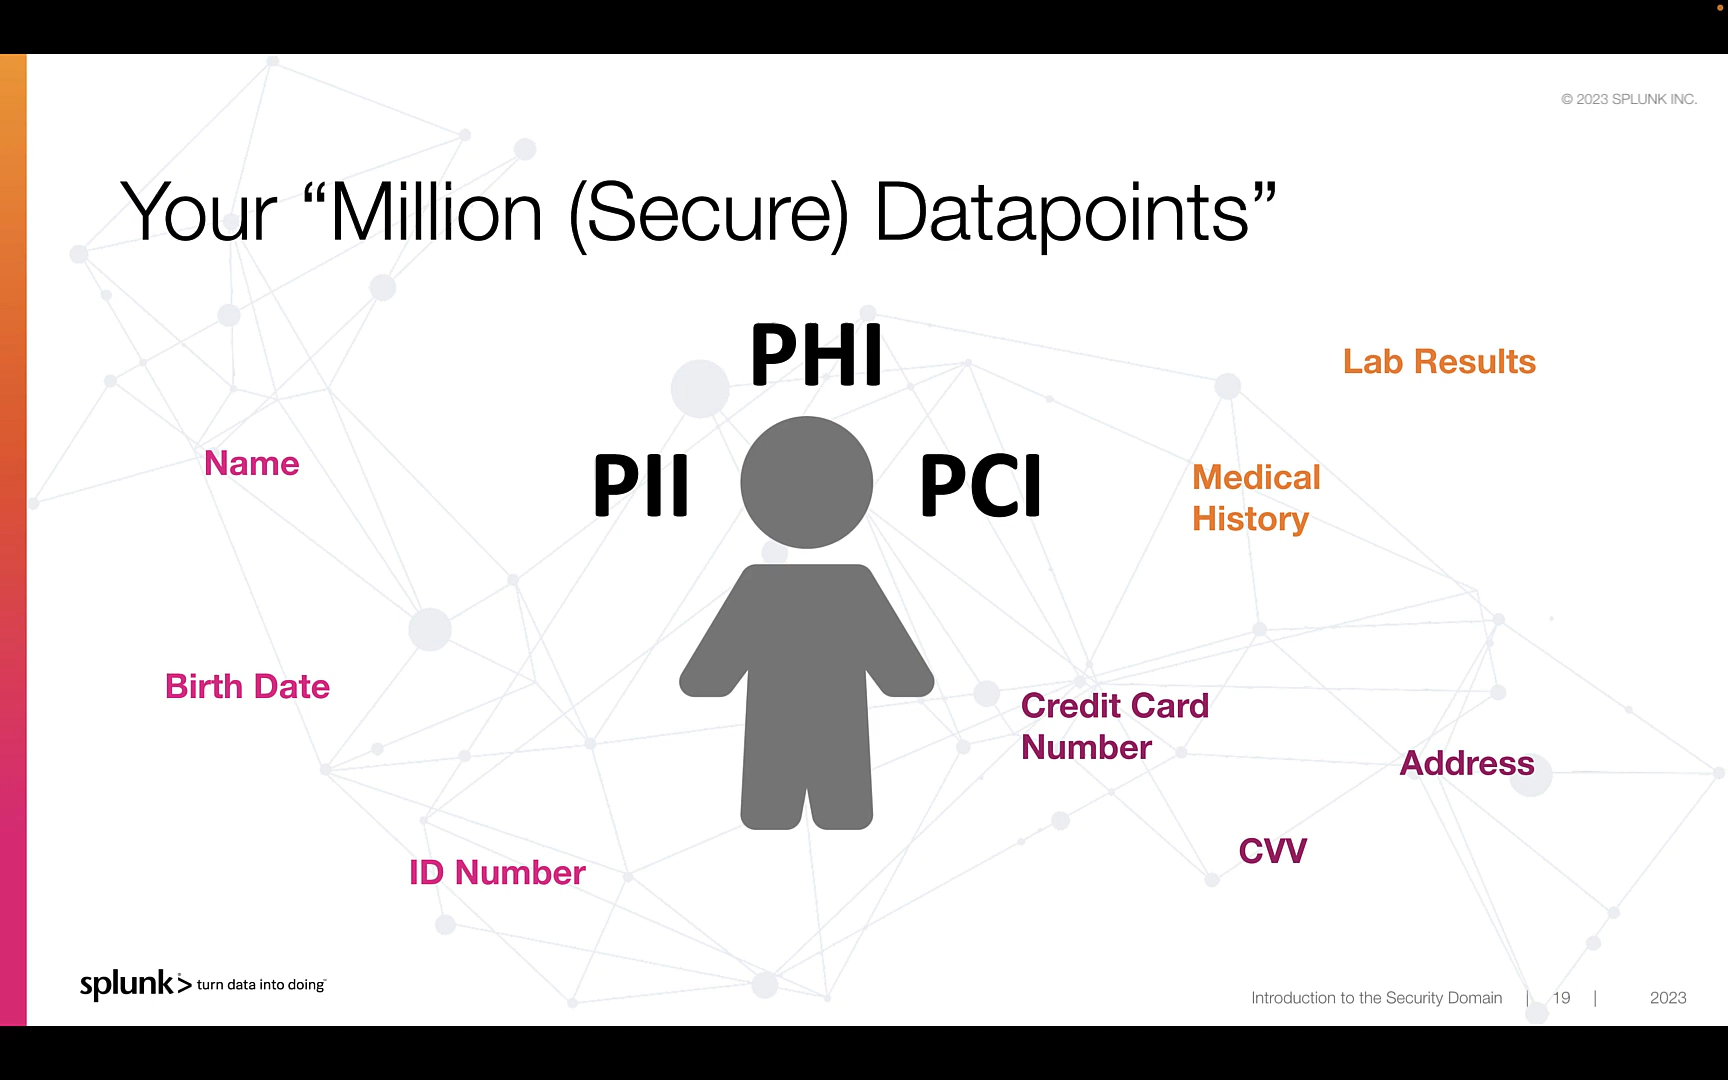 © 2023 SPLUNK INC.
Your “Million (Secure) Datapoints”
PHI
Lab Results
Name
PII
PCI
Medical
History
Birth Date
Credit Card
Number
Address
CVV
ID Number
splunk> turn data into doing™
Introduction to the Security Domain | 19 | 2023